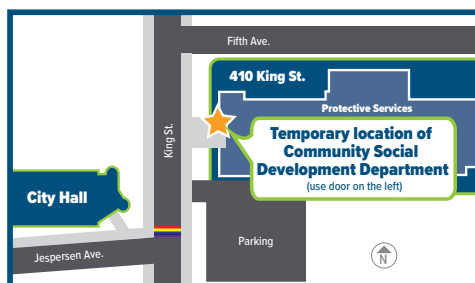 Fifth Ave.
410 King St.
Protective Services
King St.
Temporary location of
Community Social
Development Department
(use door on the left)
City Hall
Parking
Jespersen Ave.
N